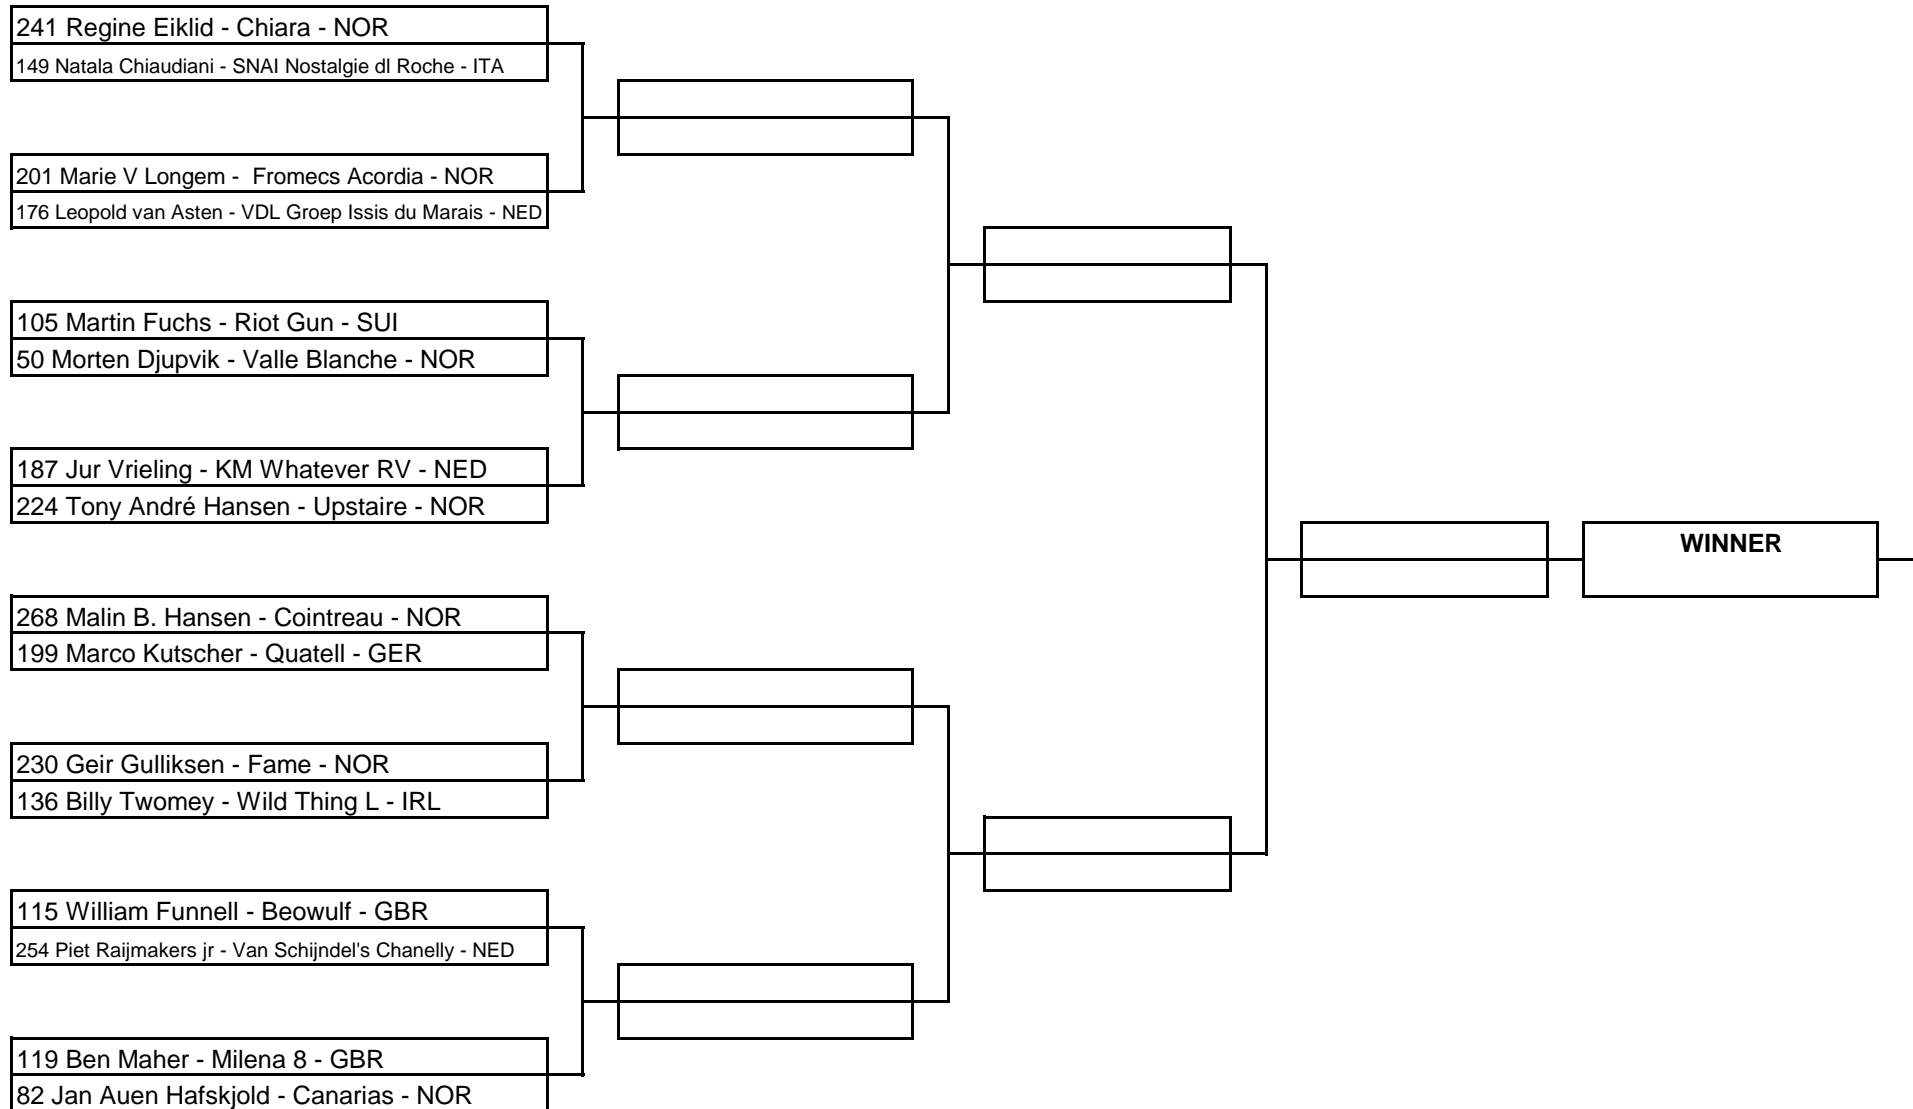 241 Regine Eiklid - Chiara - NOR
149 Natala Chiaudiani - SNAI Nostalgie dl Roche - ITA
201 Marie V Longem -  Fromecs Acordia - NOR
176 Leopold van Asten - VDL Groep Issis du Marais - NED
105 Martin Fuchs - Riot Gun - SUI
50 Morten Djupvik - Valle Blanche - NOR
187 Jur Vrieling - KM Whatever RV - NED
224 Tony André Hansen - Upstaire - NOR
WINNER
268 Malin B. Hansen - Cointreau - NOR
199 Marco Kutscher - Quatell - GER
230 Geir Gulliksen - Fame - NOR
136 Billy Twomey - Wild Thing L - IRL
115 William Funnell - Beowulf - GBR
254 Piet Raijmakers jr - Van Schijndel's Chanelly - NED
119 Ben Maher - Milena 8 - GBR
82 Jan Auen Hafskjold - Canarias - NOR